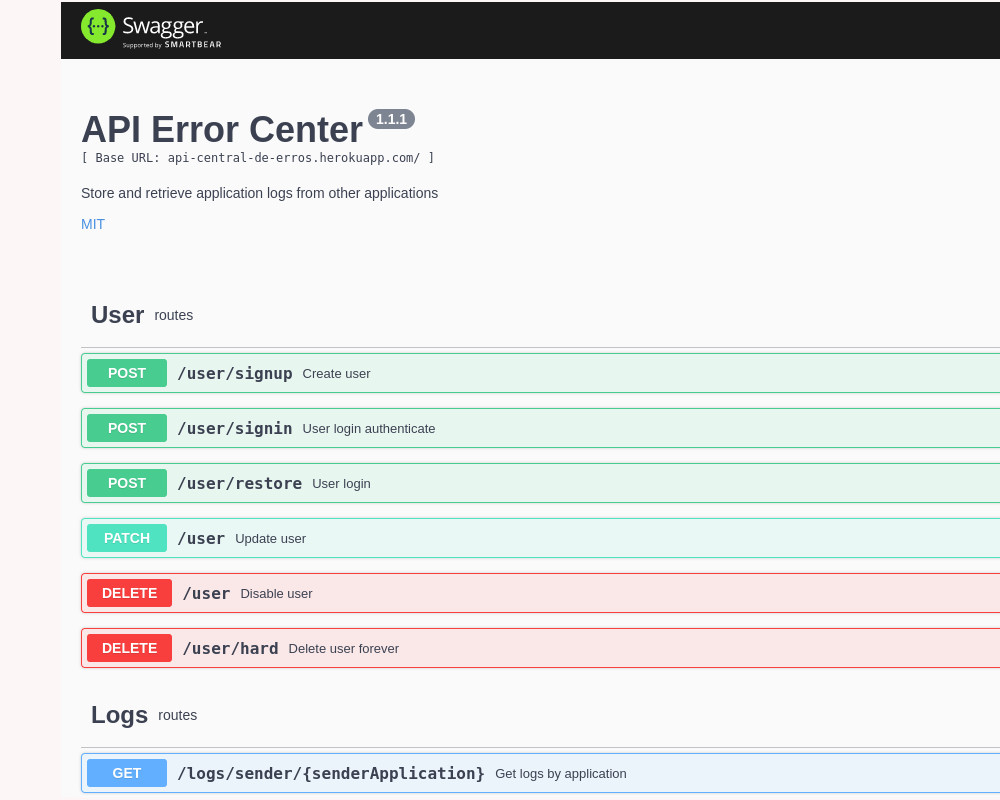 {···} Swagger.
Supported by SMARTBEAR
API Error Center 1.1.1
[ Base URL: api-central-de-erros.herokuapp.com/ ]
Store and retrieve application logs from other applications
MIT
User routes
POST /user/signup Create user
POST /user/signin User login authenticate
POST /user/restore User login
PATCH /user Update user
DELETE /user Disable user
DELETE /user/hard Delete user forever
Logs routes
GET /logs/sender/{senderApplication} Get logs by application